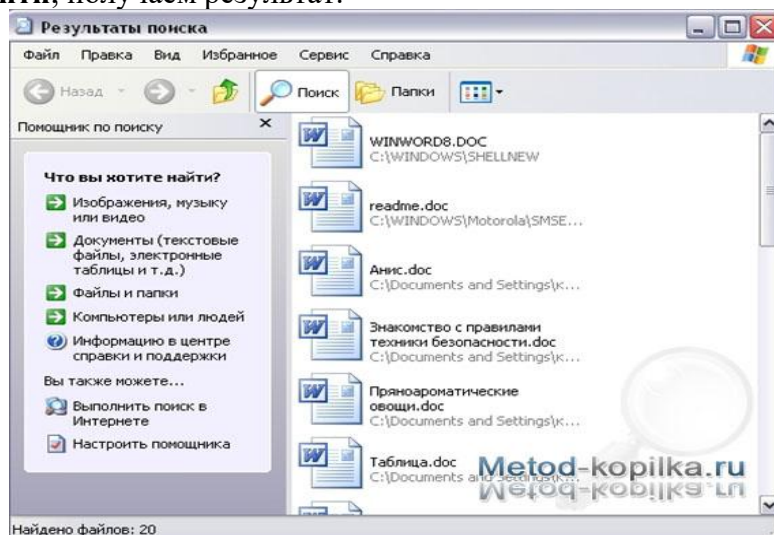 получаем результат:
Результаты поиска
Файл Правка Вид Избранное Сервис Справка
Назад Поиск Папки
Помощник по поиску
Что вы хотите найти?
Изображения, музыку
или видео
Документы (текстовые
файлы, электронные
таблицы и т.д.)
Файлы и папки
Компьютеры или людей
Информацию в центре
справки и поддержки
Вы также можете...
Выполнить поиск в
Интернете
Настроить помощника
WINWORD8.DOC
C:\WINDOWS\SHELLNEW
readme.doc
C:\WINDOWS\Motorola\SMSE...
Анис.doc
C:\Documents and Settings\к...
Знакомство с правилами
техники безопасности.doc
C:\Documents and Settings\к...
Пряноароматические
овощи.doc
C:\Documents and Settings\к...
Таблица.doc
C:\Documents and Settings\к...
Metod-kopilka.ru
Найдено файлов: 20